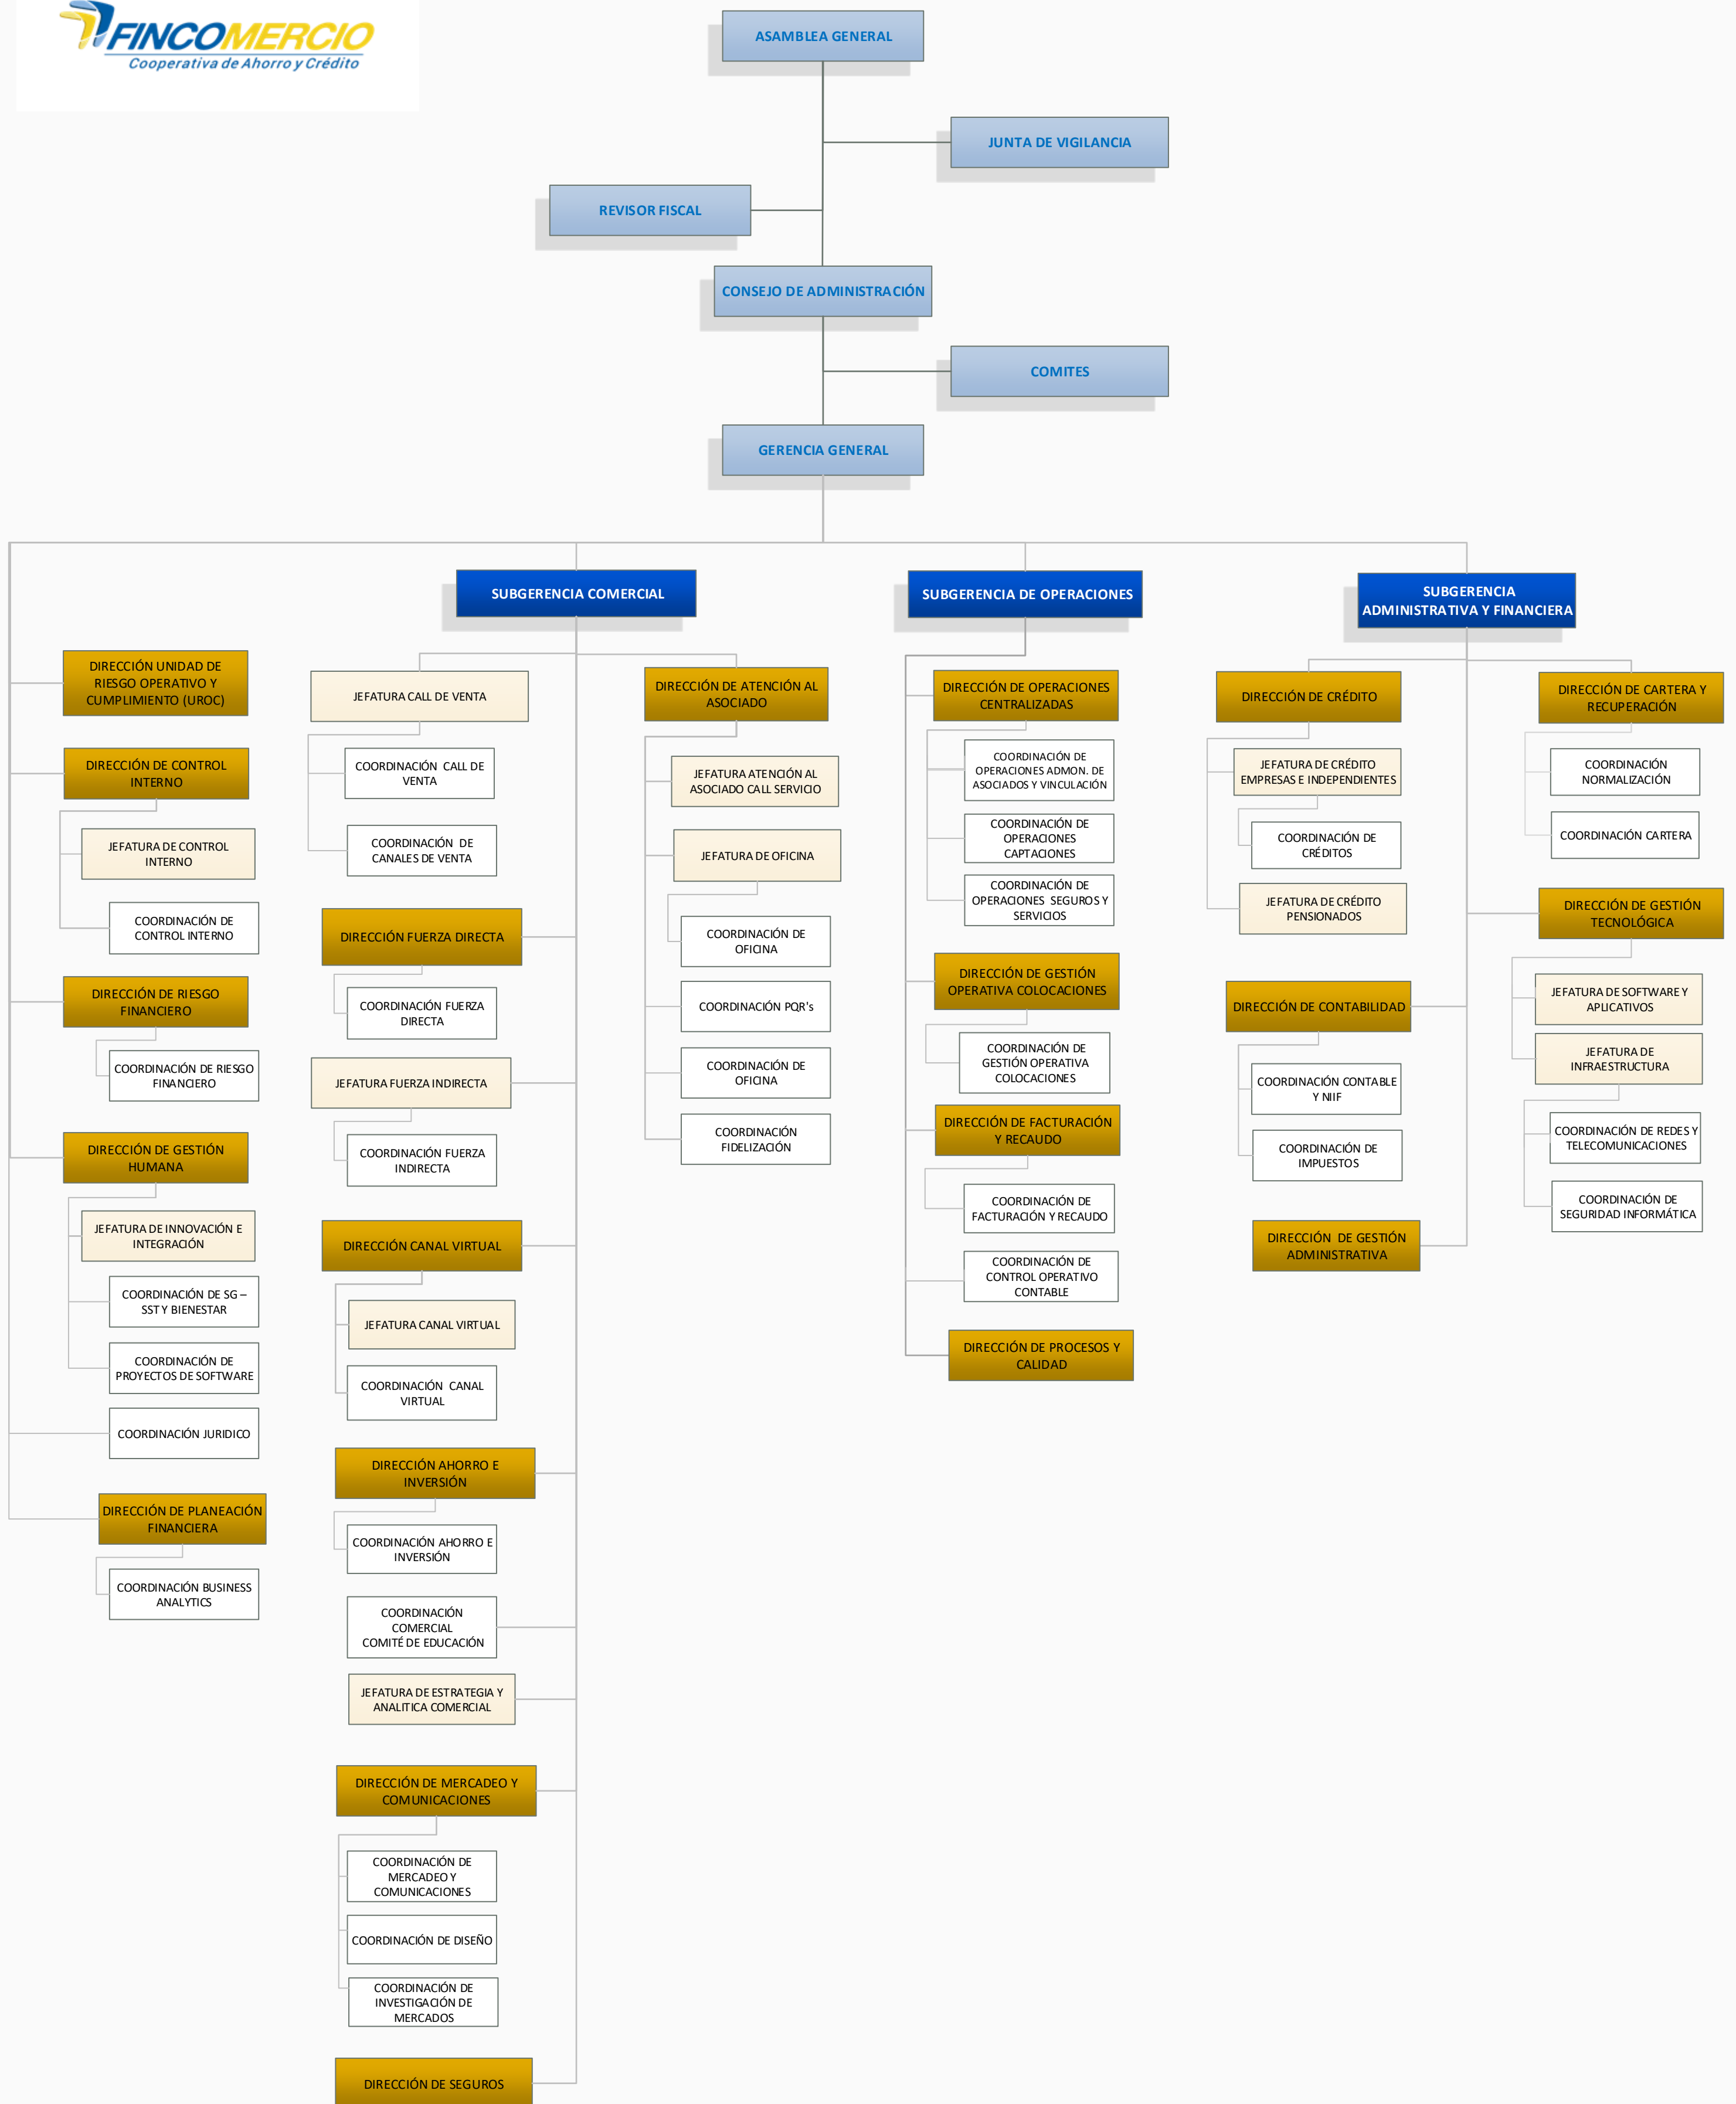 FINCOMERCIO
Cooperativa de Ahorro y Crédito
ASAMBLEA GENERAL
JUNTA DE VIGILANCIA
REVISOR FISCAL
CONSEJO DE ADMINISTRACIÓN
COMITES
GERENCIA GENERAL
SUBGERENCIA COMERCIAL
SUBGERENCIA DE OPERACIONES
SUBGERENCIA
ADMINISTRATIVA Y FINANCIERA
DIRECCIÓN UNIDAD DE
RIESGO OPERATIVO Y
CUMPLIMIENTO (UROC)
DIRECCIÓN DE CONTROL
INTERNO
JEFATURA DE CONTROL
INTERNO
COORDINACIÓN DE
CONTROL INTERNO
DIRECCIÓN DE RIESGO
FINANCIERO
COORDINACIÓN DE RIESGO
FINANCIERO
DIRECCIÓN DE GESTIÓN
HUMANA
JEFATURA DE INNOVACIÓN E
INTEGRACIÓN
COORDINACIÓN DE SG –
SST Y BIENESTAR
COORDINACIÓN DE
PROYECTOS DE SOFTWARE
COORDINACIÓN JURIDICO
DIRECCIÓN DE PLANEACIÓN
FINANCIERA
COORDINACIÓN BUSINESS
ANALYTICS
JEFATURA CALL DE VENTA
COORDINACIÓN CALL DE
VENTA
COORDINACIÓN DE
CANALES DE VENTA
DIRECCIÓN FUERZA DIRECTA
COORDINACIÓN FUERZA
DIRECTA
JEFATURA FUERZA INDIRECTA
COORDINACIÓN FUERZA
INDIRECTA
DIRECCIÓN CANAL VIRTUAL
JEFATURA CANAL VIRTUAL
COORDINACIÓN CANAL
VIRTUAL
DIRECCIÓN AHORRO E
INVERSIÓN
COORDINACIÓN AHORRO E
INVERSIÓN
COORDINACIÓN
COMERCIAL
COMITÉ DE EDUCACIÓN
JEFATURA DE ESTRATEGIA Y
ANALITICA COMERCIAL
DIRECCIÓN DE MERCADEO Y
COMUNICACIONES
COORDINACIÓN DE
MERCADEO Y
COMUNICACIONES
COORDINACIÓN DE DISEÑO
COORDINACIÓN DE
INVESTIGACIÓN DE
MERCADOS
DIRECCIÓN DE SEGUROS
DIRECCIÓN DE ATENCIÓN AL
ASOCIADO
JEFATURA ATENCIÓN AL
ASOCIADO CALL SERVICIO
JEFATURA DE OFICINA
COORDINACIÓN DE
OFICINA
COORDINACIÓN PQR's
COORDINACIÓN DE
OFICINA
COORDINACIÓN
FIDELIZACIÓN
DIRECCIÓN DE OPERACIONES
CENTRALIZADAS
COORDINACIÓN DE
OPERACIONES ADMON. DE
ASOCIADOS Y VINCULACIÓN
COORDINACIÓN DE
OPERACIONES
CAPTACIONES
COORDINACIÓN DE
OPERACIONES SEGUROS Y
SERVICIOS
DIRECCIÓN DE GESTIÓN
OPERATIVA COLOCACIONES
COORDINACIÓN DE
GESTIÓN OPERATIVA
COLOCACIONES
DIRECCIÓN DE FACTURACIÓN
Y RECAUDO
COORDINACIÓN DE
FACTURACIÓN Y RECAUDO
COORDINACIÓN DE
CONTROL OPERATIVO
CONTABLE
DIRECCIÓN DE PROCESOS Y
CALIDAD
DIRECCIÓN DE CRÉDITO
JEFATURA DE CRÉDITO
EMPRESAS E INDEPENDIENTES
COORDINACIÓN DE
CRÉDITOS
JEFATURA DE CRÉDITO
PENSIONADOS
DIRECCIÓN DE CONTABILIDAD
COORDINACIÓN CONTABLE
Y NIIF
COORDINACIÓN DE
IMPUESTOS
DIRECCIÓN DE GESTIÓN
ADMINISTRATIVA
DIRECCIÓN DE CARTERA Y
RECUPERACIÓN
COORDINACIÓN
NORMALIZACIÓN
COORDINACIÓN CARTERA
DIRECCIÓN DE GESTIÓN
TECNOLÓGICA
JEFATURA DE SOFTWARE Y
APLICATIVOS
JEFATURA DE
INFRAESTRUCTURA
COORDINACIÓN DE REDES Y
TELECOMUNICACIONES
COORDINACIÓN DE
SEGURIDAD INFORMÁTICA